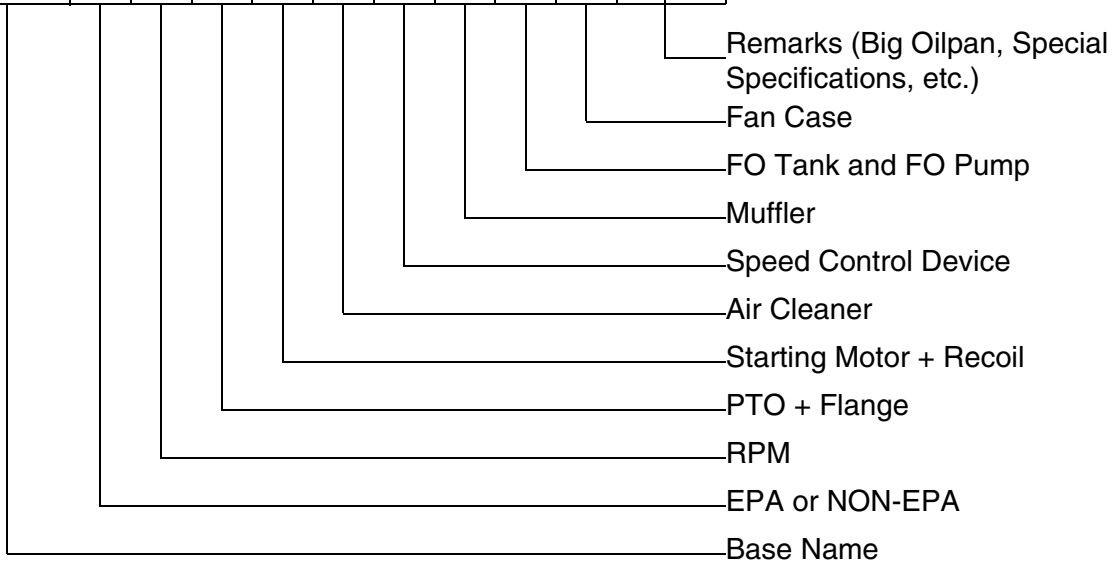 Remarks (Big Oilpan, Special
Specifications, etc.)
Fan Case
FO Tank and FO Pump
Muffler
Speed Control Device
Air Cleaner
Starting Motor + Recoil
PTO + Flange
RPM
EPA or NON-EPA
Base Name